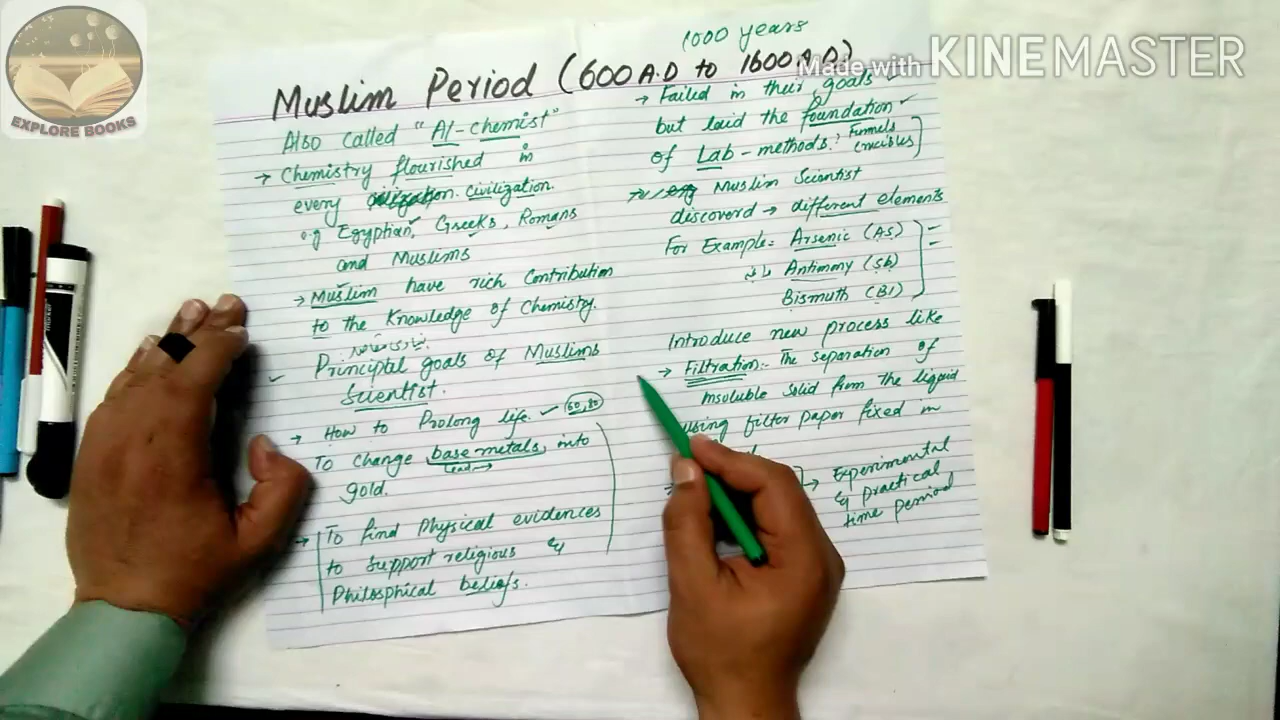 EXPLORE BOOKS
Made with KINEMASTER
1000 years
Muslim Period (600 A.D to 1600 A.D)
Also called "Al-chemist"
→ Chemistry flourished in
every civilization.
e.g Egyptian, Greeks, Romans
and Muslims
→ Muslim have rich Contribution
to the Knowledge of Chemistry.
Principtal goals of Muslims
Scientist.
→ How to Prolong life. ✓ 60,80
To change base metals, into
Lead→
gold.
→ To find Physical evidences
to support religious &
Philosphical beliefs.
→ Failed in their goals ✓
but laid the foundation ✓
of Lab-methods: Funnels
crucibles
Muslim Scientist
discoverd → different elements
For Example: Arsenic (AS)
Antimony (Sb)
Bismuth (BI)
Introduce new process like
→ Filtration:- The separation of
insoluble solid from the liquid
using filter paper fixed in
→ Experimental
& practical
time period